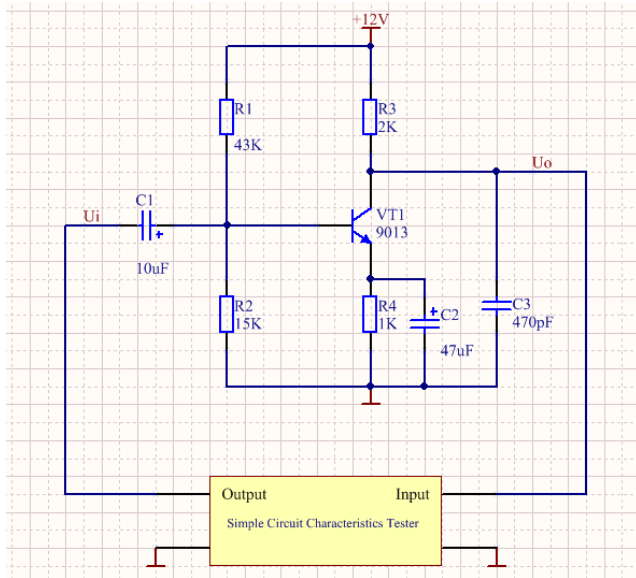 +12V
R1
43K
R3
2K
Uo
C1
Ui
10uF
VT1
9013
R2
15K
R4
1K
C2
47uF
C3
470pF
Output
Input
Simple Circuit Characteristics Tester